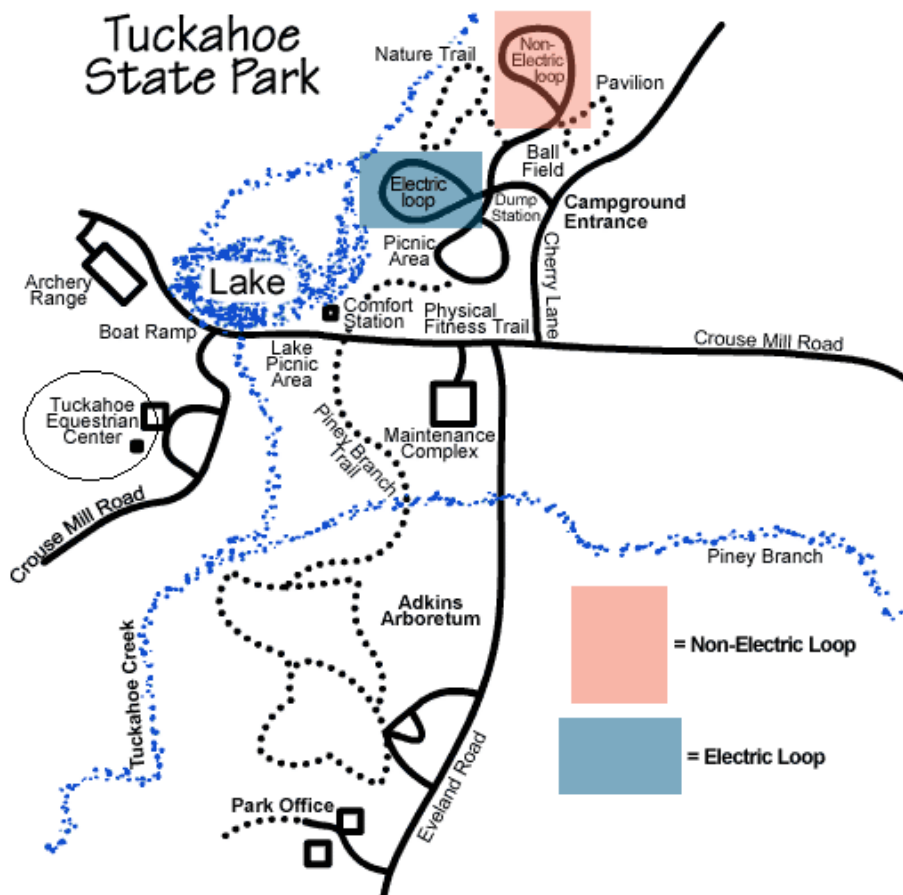 Tuckahoe
State Park
Nature Trail
Non-
Electric
loop
Pavilion
Ball
Field
Electric
loop
Dump
Station
Campground
Entrance
Picnic
Area
Cherry Lane
Archery
Range
Lake
Comfort
Station
Physical
Fitness Trail
Boat Ramp
Lake
Picnic
Area
Crouse Mill Road
Tuckahoe
Equestrian
Center
Piney Branch
Trail
Maintenance
Complex
Crouse Mill Road
Piney Branch
Adkins
Arboretum
Tuckahoe Creek
= Non-Electric Loop
= Electric Loop
Eveland Road
Park Office